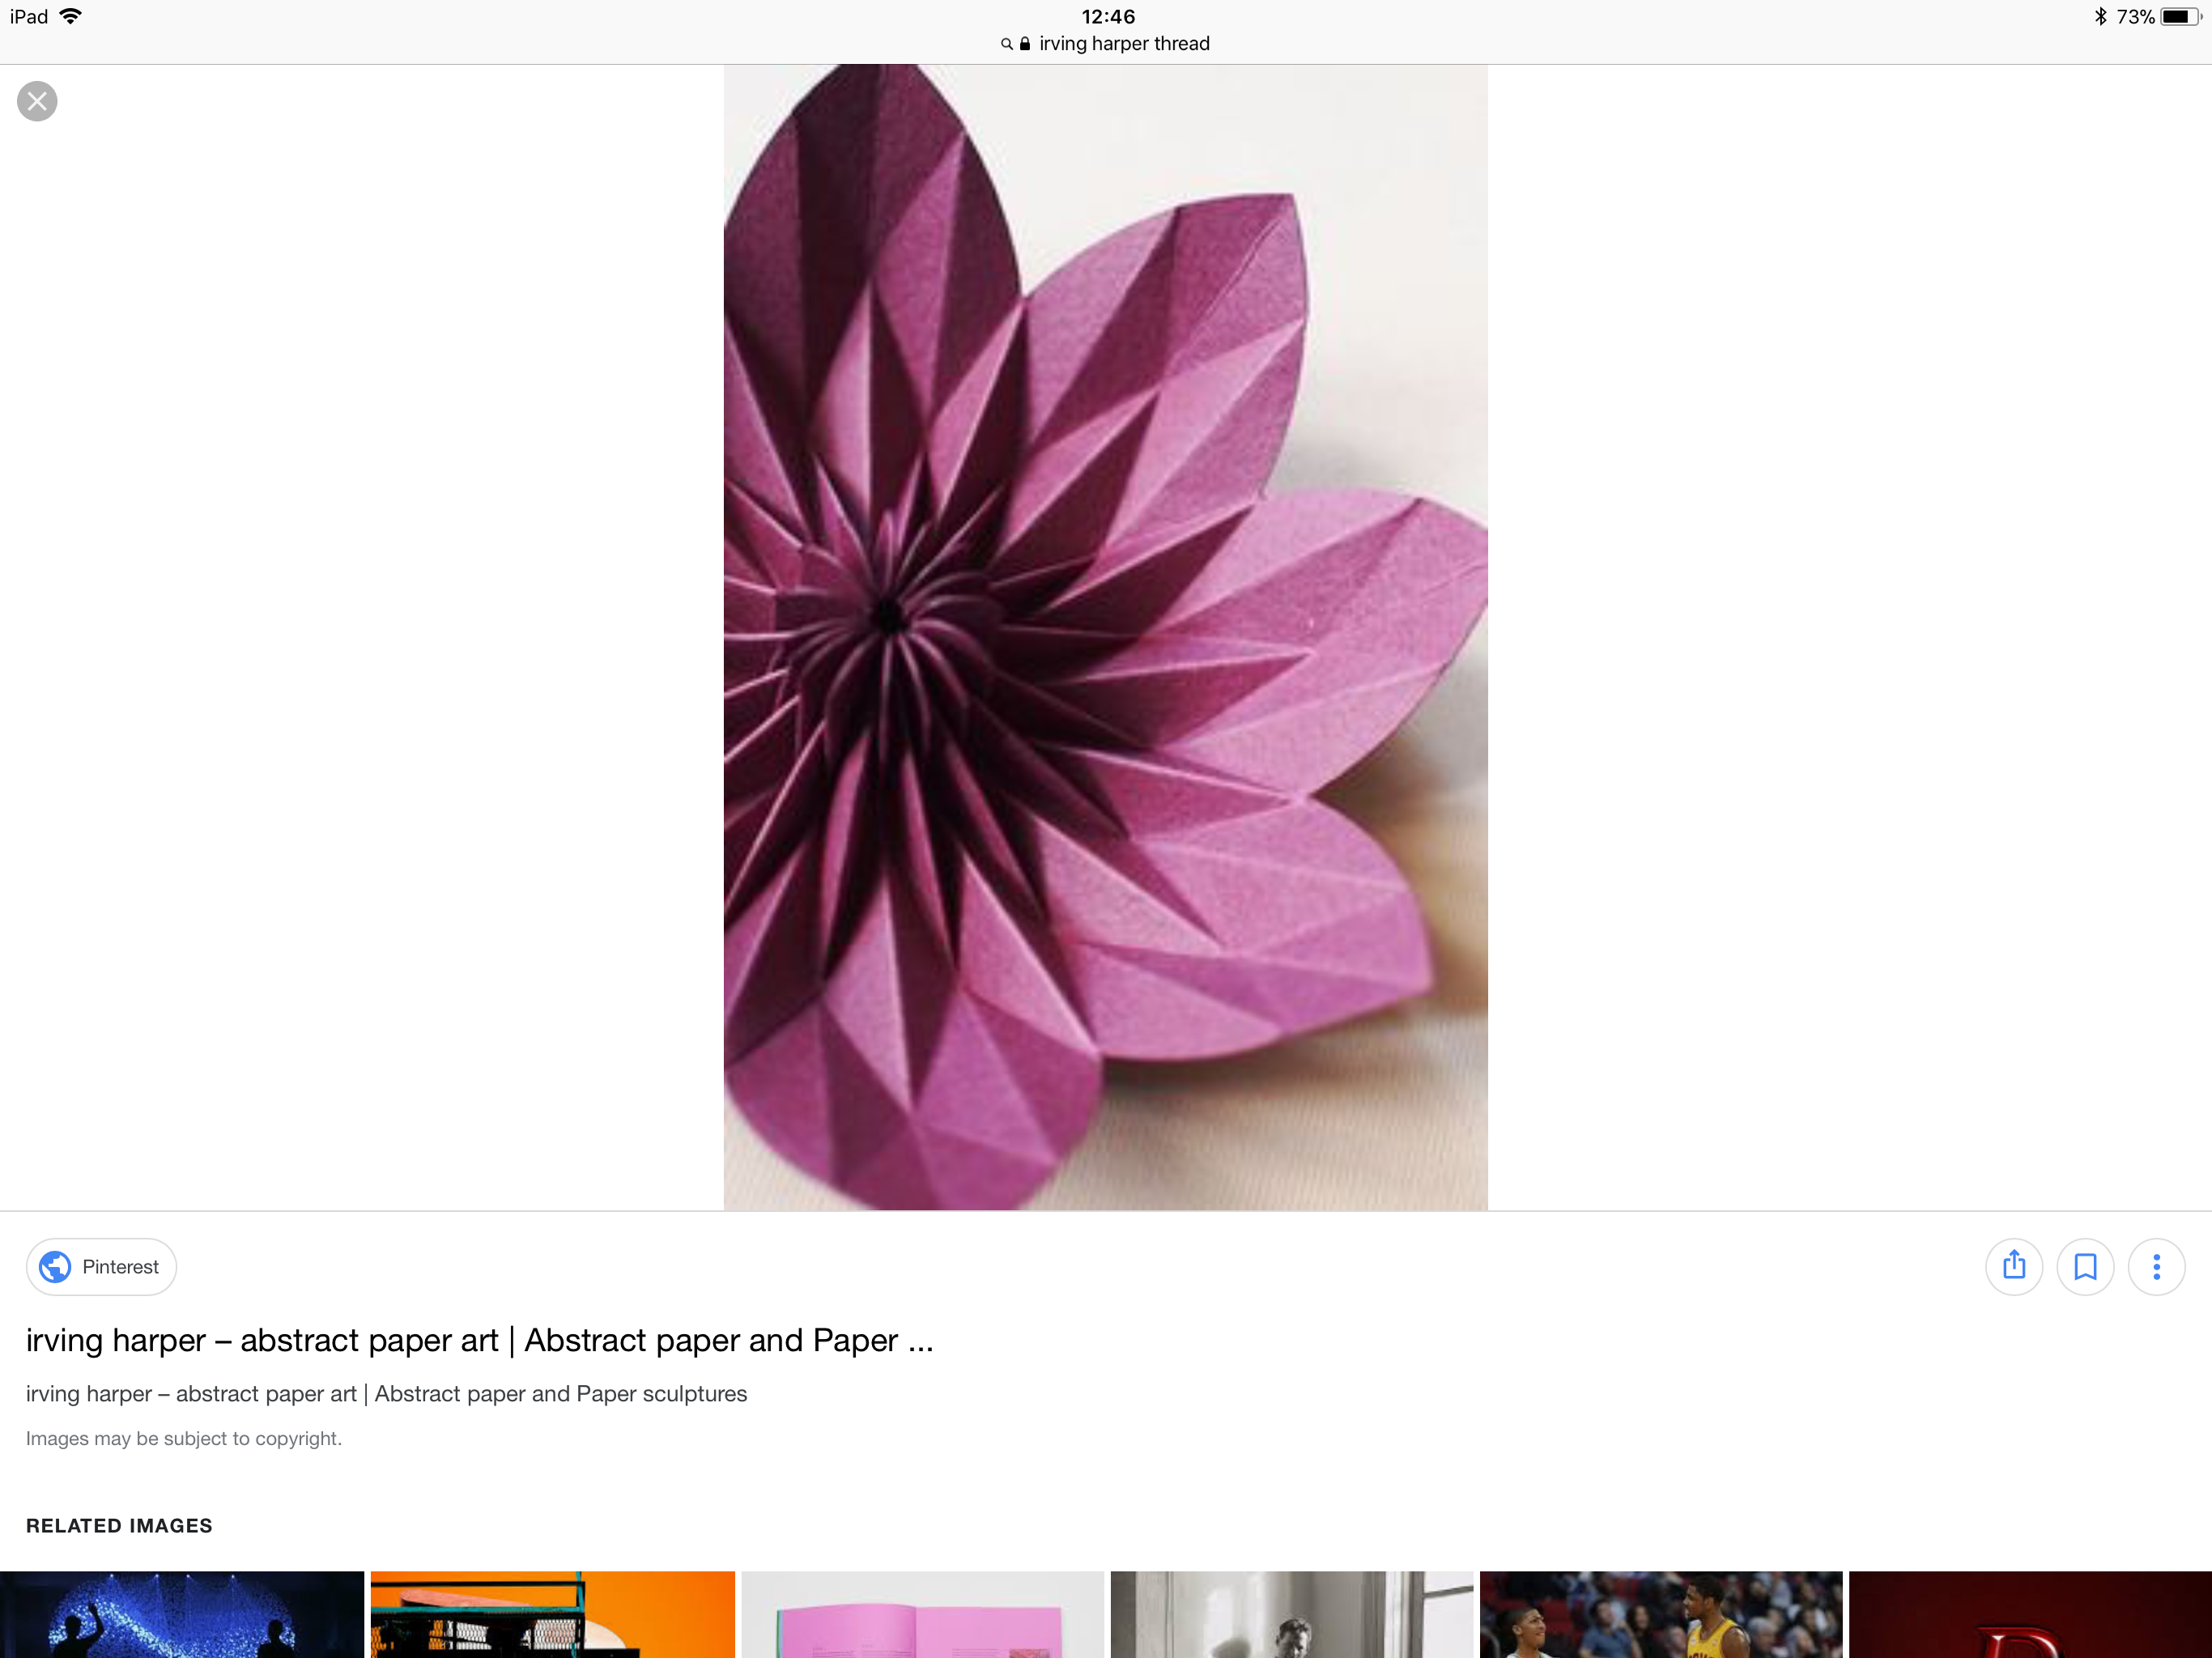 iPad 12:46 73%
irving harper thread
Pinterest
irving harper – abstract paper art | Abstract paper and Paper ...
irving harper – abstract paper art | Abstract paper and Paper sculptures
Images may be subject to copyright.
RELATED IMAGES